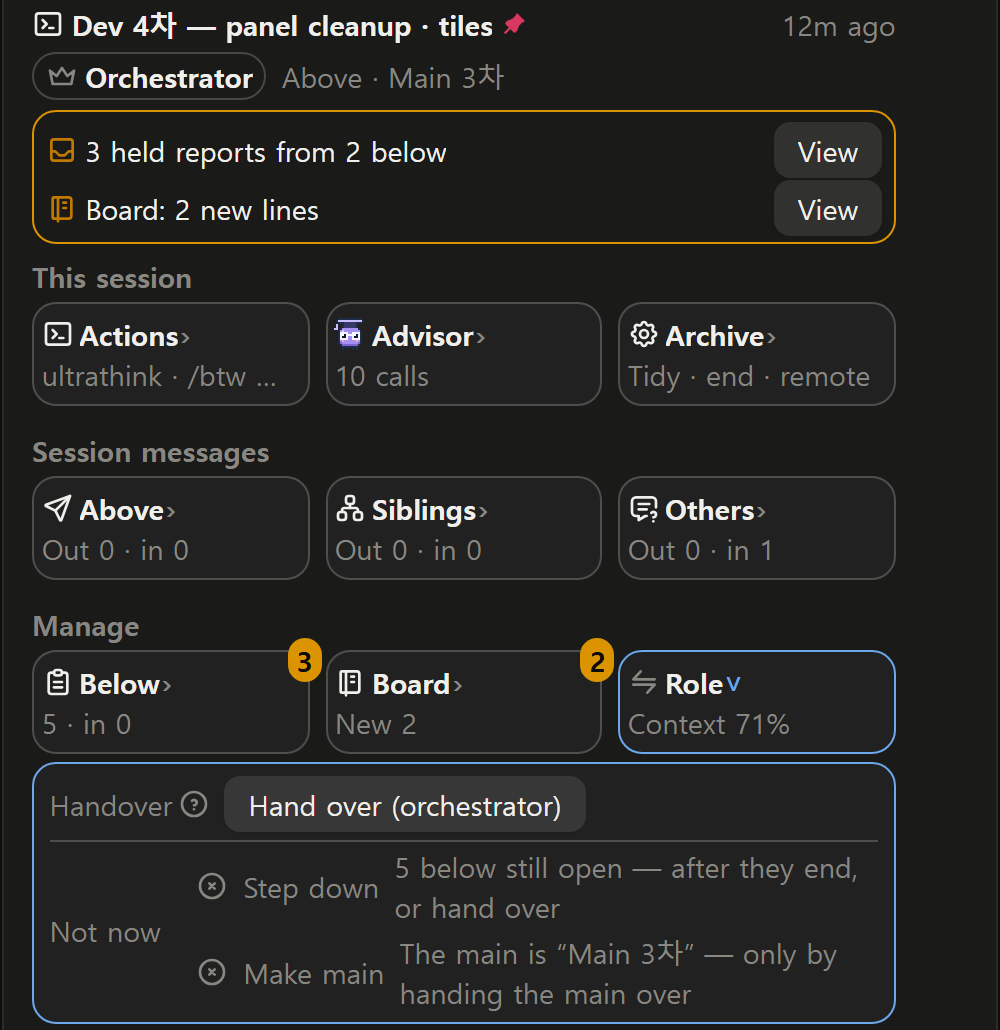 Dev 4차 — panel cleanup · tiles
12m ago
Orchestrator
Above · Main 3차
3 held reports from 2 below
View
Board: 2 new lines
View
This session
Actions›
ultrathink · /btw ...
Advisor›
10 calls
Archive›
Tidy · end · remote
Session messages
Above›
Out 0 · in 0
Siblings›
Out 0 · in 0
Others›
Out 0 · in 1
Manage
Below›
3
5 · in 0
Board›
2
New 2
Role˅
Context 71%
Handover
Hand over (orchestrator)
Not now
Step down
5 below still open — after they end,
or hand over
Make main
The main is “Main 3차” — only by
handing the main over